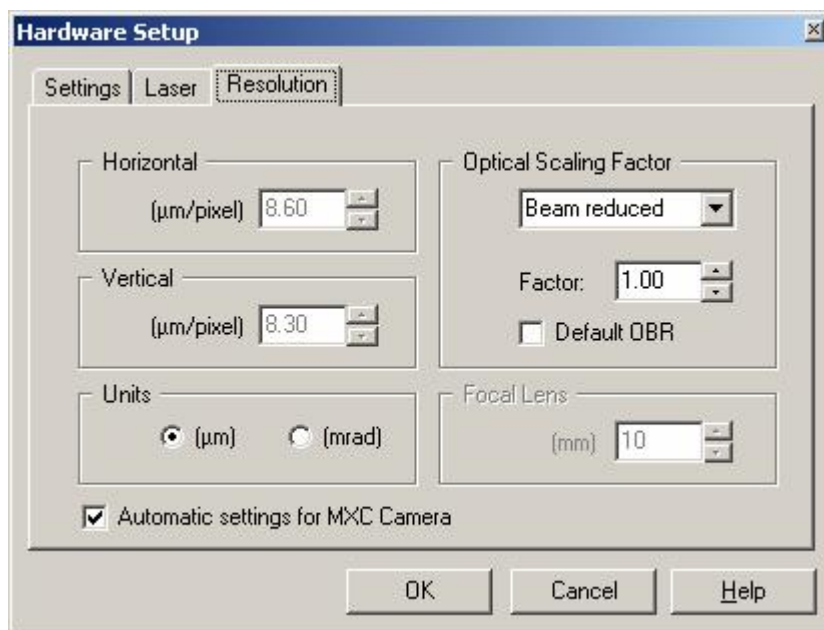 Hardware Setup
Settings Laser Resolution
Horizontal
(µm/pixel) 8.60
Vertical
(µm/pixel) 8.30
Units
(µm) (mrad)
Optical Scaling Factor
Beam reduced
Factor: 1.00
Default OBR
Focal Lens
(mm) 10
Automatic settings for MXC Camera
OK Cancel Help